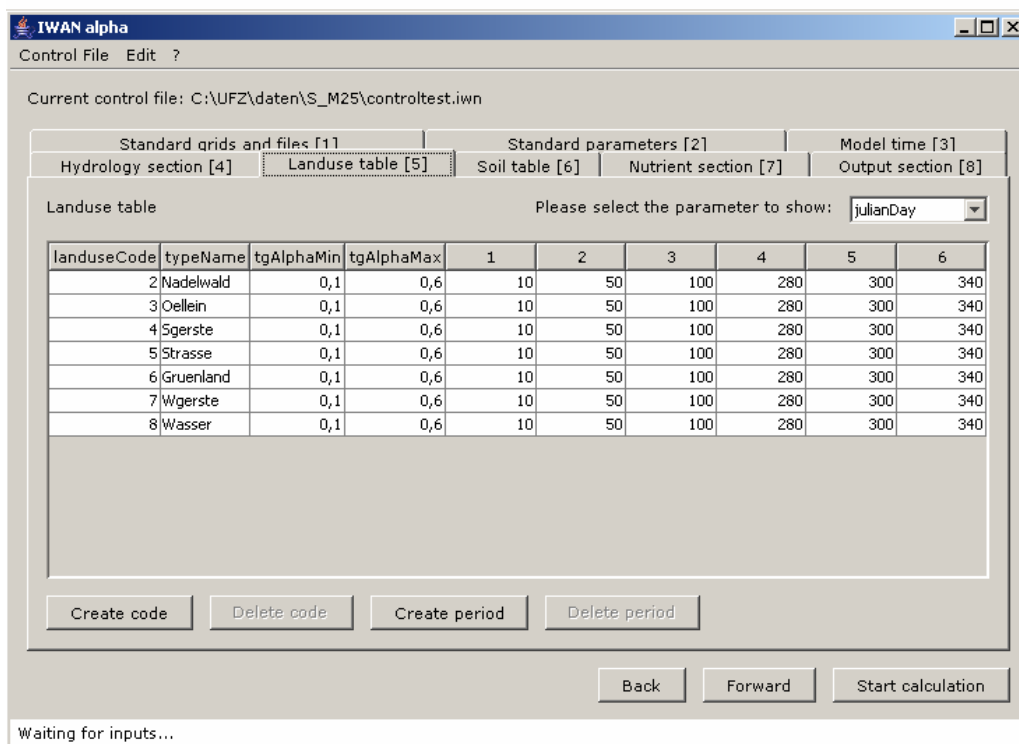 IWAN alpha
Control File Edit ?
Current control file: C:\UFZ\daten\S_M25\controltest.iwn
Standard grids and files [1] Standard parameters [2] Model time [3]
Hydrology section [4] Landuse table [5] Soil table [6] Nutrient section [7] Output section [8]
Landuse table Please select the parameter to show: julianDay
landuseCode typeName tgAlphaMin tgAlphaMax 1 2 3 4 5 6
2 Nadelwald 0,1 0,6 10 50 100 280 300 340
3 Oellein 0,1 0,6 10 50 100 280 300 340
4 Sgerste 0,1 0,6 10 50 100 280 300 340
5 Strasse 0,1 0,6 10 50 100 280 300 340
6 Gruenland 0,1 0,6 10 50 100 280 300 340
7 Wgerste 0,1 0,6 10 50 100 280 300 340
8 Wasser 0,1 0,6 10 50 100 280 300 340
Create code Delete code Create period Delete period
Back Forward Start calculation
Waiting for inputs...